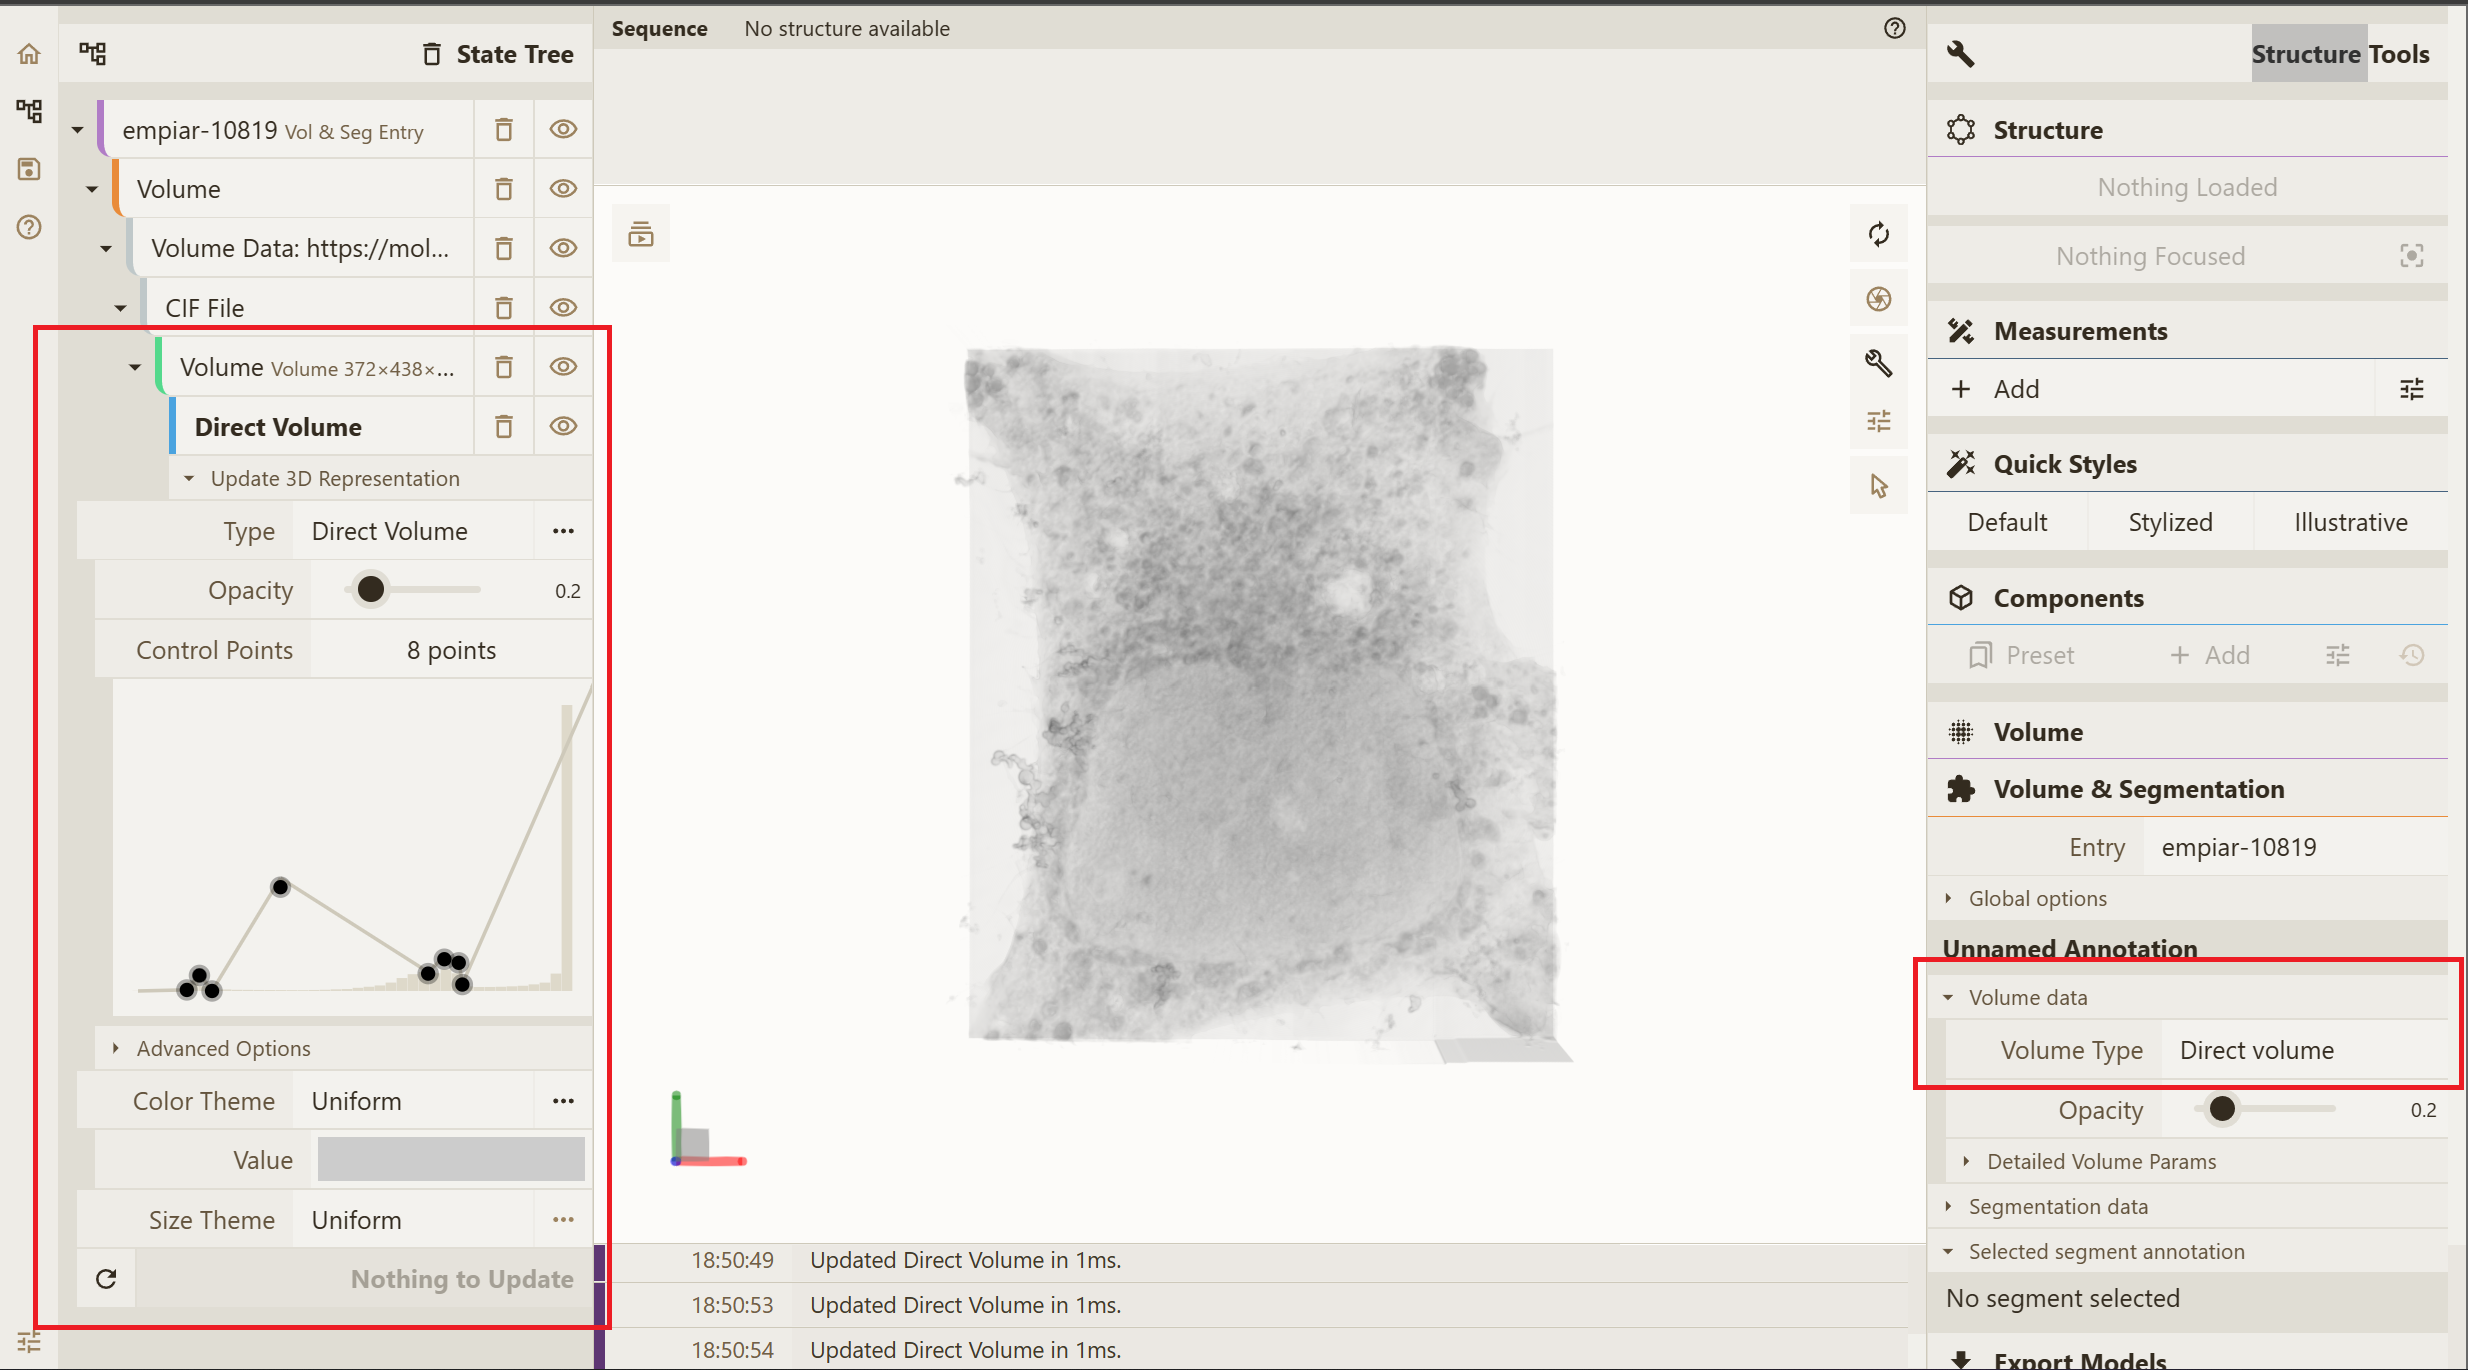 State Tree
empiar-10819 Vol & Seg Entry
Volume
Volume Data: https://mol...
CIF File
Volume Volume 372×438×...
Direct Volume
Update 3D Representation
Type Direct Volume ...
Opacity 0.2
Control Points 8 points
Advanced Options
Color Theme Uniform ...
Value
Size Theme Uniform ...
Nothing to Update
Sequence No structure available
18:50:49 Updated Direct Volume in 1ms.
18:50:53 Updated Direct Volume in 1ms.
18:50:54 Updated Direct Volume in 1ms.
Structure Tools
Structure
Nothing Loaded
Nothing Focused
Measurements
+ Add
Quick Styles
Default Stylized Illustrative
Components
Preset + Add
Volume
Volume & Segmentation
Entry empiar-10819
Global options
Unnamed Annotation
Volume data
Volume Type Direct volume
Opacity 0.2
Detailed Volume Params
Segmentation data
Selected segment annotation
No segment selected
Export Models